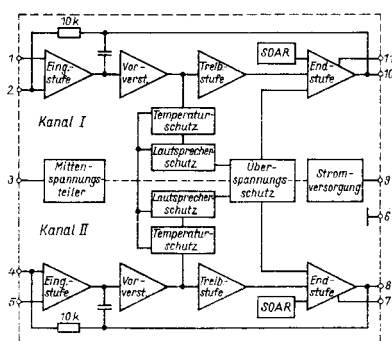 10k
1
2
Eing.-
stufe
Vor-
verst.
Treib-
stufe
SOAR
End-
stufe
11
10
Kanal I
Temperatur-
schutz
Lautsprecher-
schutz
3
Mitten-
spannungs-
teiler
Über-
spannungs-
schutz
Strom-
versorgung
9
6
Lautsprecher-
schutz
Kanal II
Temperatur-
schutz
4
5
Eing.-
stufe
Vor-
verst.
Treib-
stufe
End-
stufe
8
7
10k
SOAR